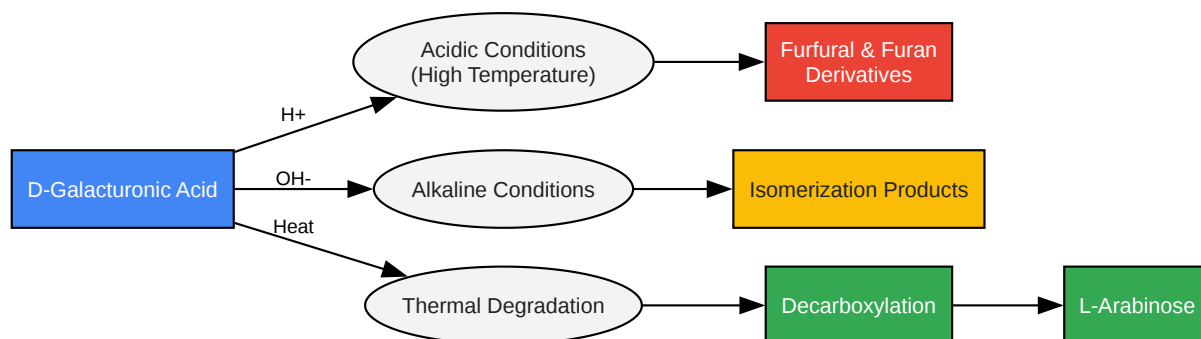 Acidic Conditions
(High Temperature)
Furfural & Furan
Derivatives
H+
D-Galacturonic Acid
OH-
Alkaline Conditions
Isomerization Products
Heat
Thermal Degradation
Decarboxylation
L-Arabinose